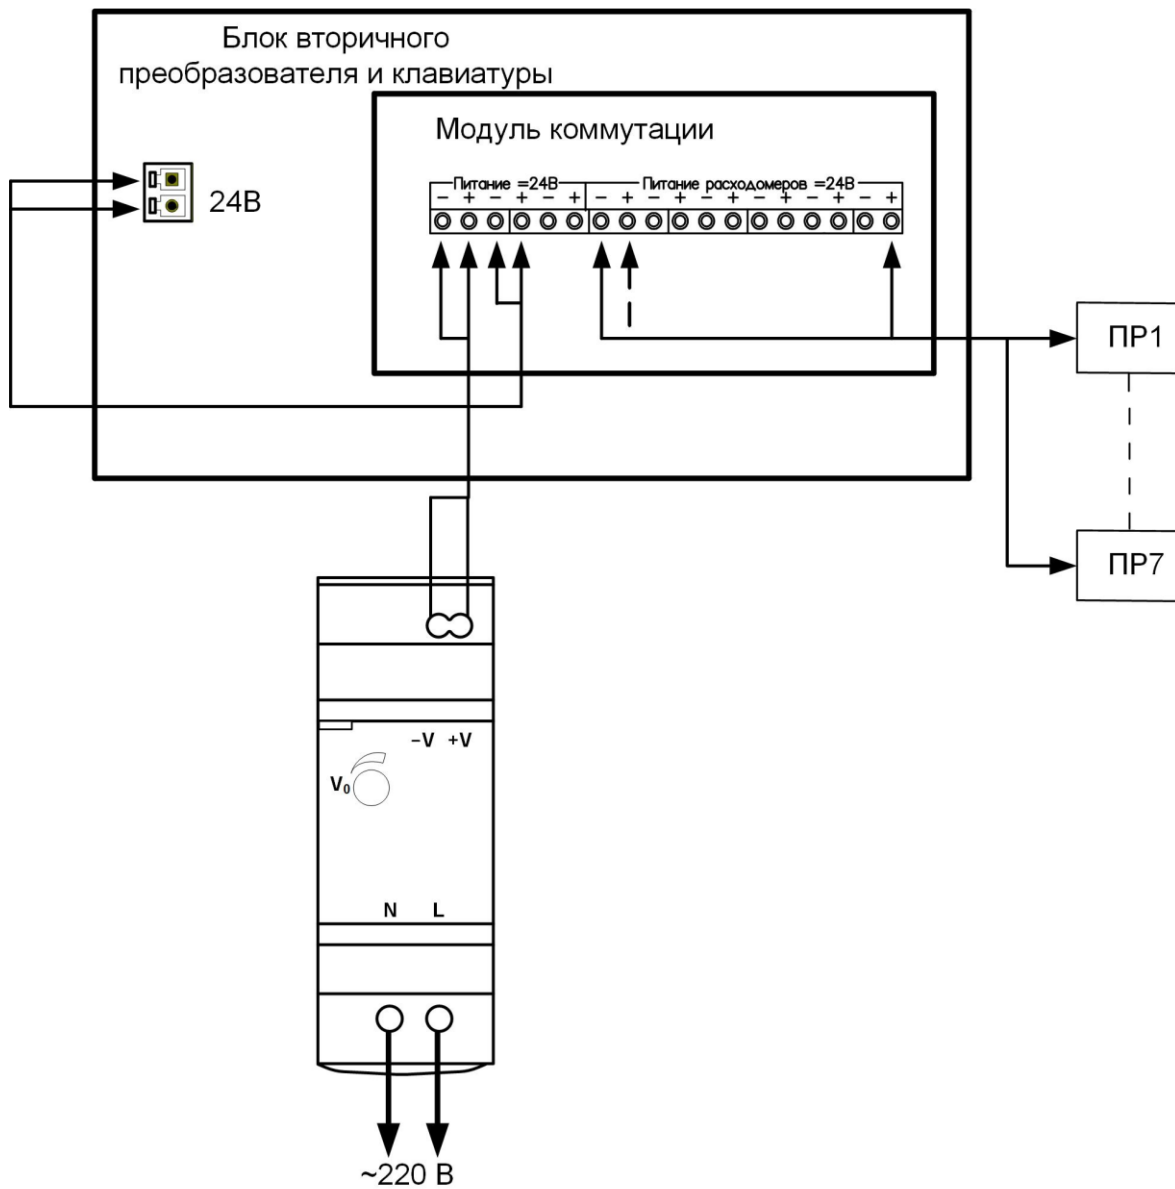 Блок вторичного
преобразователя и клавиатуры
Модуль коммутации
24В
Питание =24В Питание расходомеров =24В
− + − + − + − + − + − + − + − + − +
ПР1
ПР7
−V +V
V₀
N L
~220 В